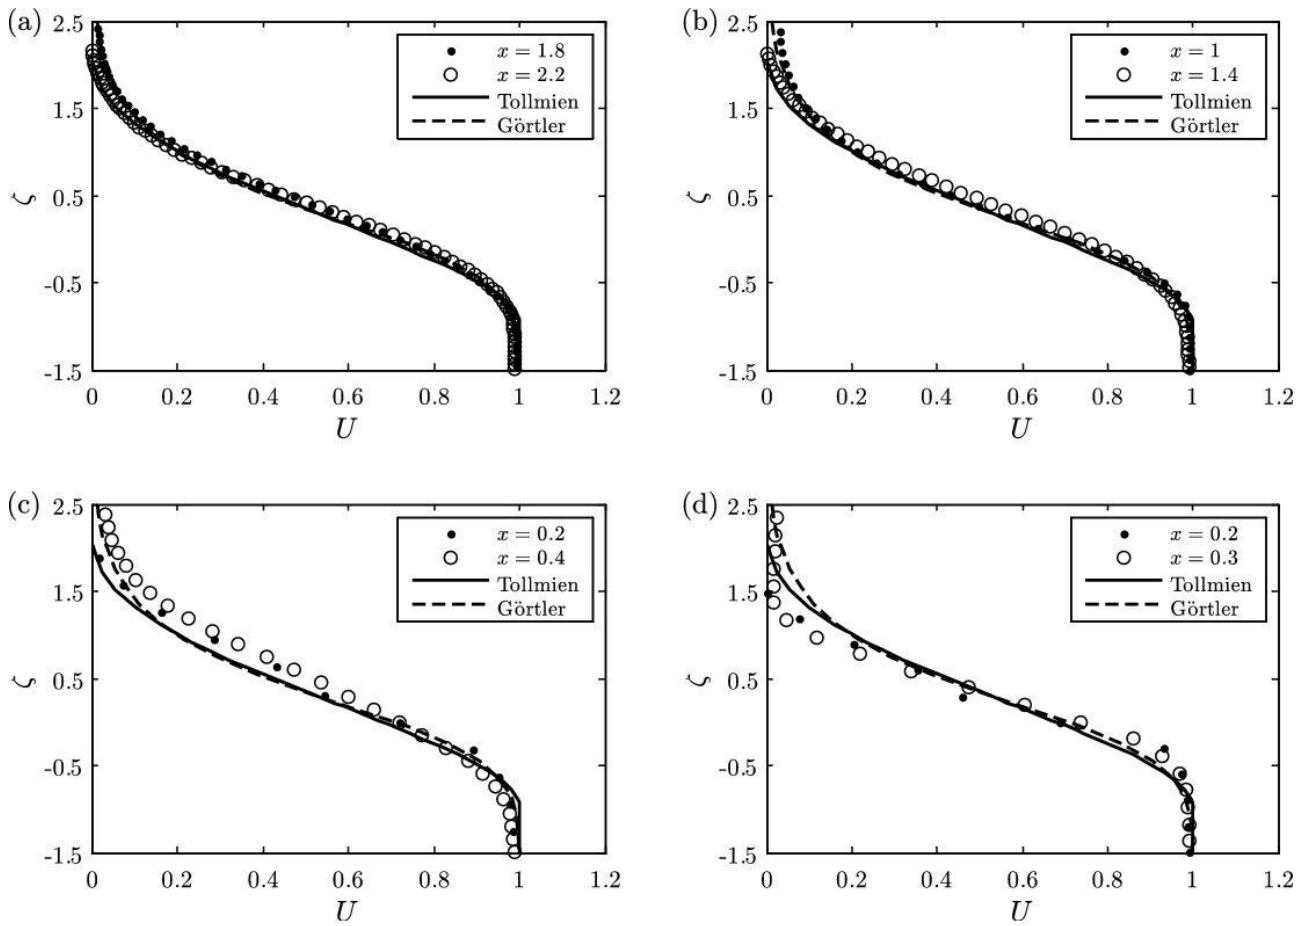 (a)
2.5
1.5
0.5
-0.5
-1.5
ζ
x = 1.8
x = 2.2
Tollmien
Görtler
0 0.2 0.4 0.6 0.8 1 1.2
U
(b)
2.5
1.5
0.5
-0.5
-1.5
ζ
x = 1
x = 1.4
Tollmien
Görtler
0 0.2 0.4 0.6 0.8 1 1.2
U
(c)
2.5
1.5
0.5
-0.5
-1.5
ζ
x = 0.2
x = 0.4
Tollmien
Görtler
0 0.2 0.4 0.6 0.8 1 1.2
U
(d)
2.5
1.5
0.5
-0.5
-1.5
ζ
x = 0.2
x = 0.3
Tollmien
Görtler
0 0.2 0.4 0.6 0.8 1 1.2
U